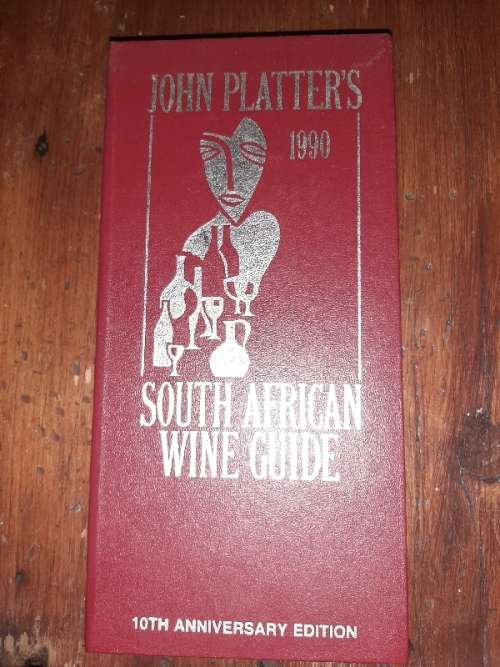 JOHN PLATTER'S
1990
SOUTH AFRICAN
WINE GUIDE
10TH ANNIVERSARY EDITION